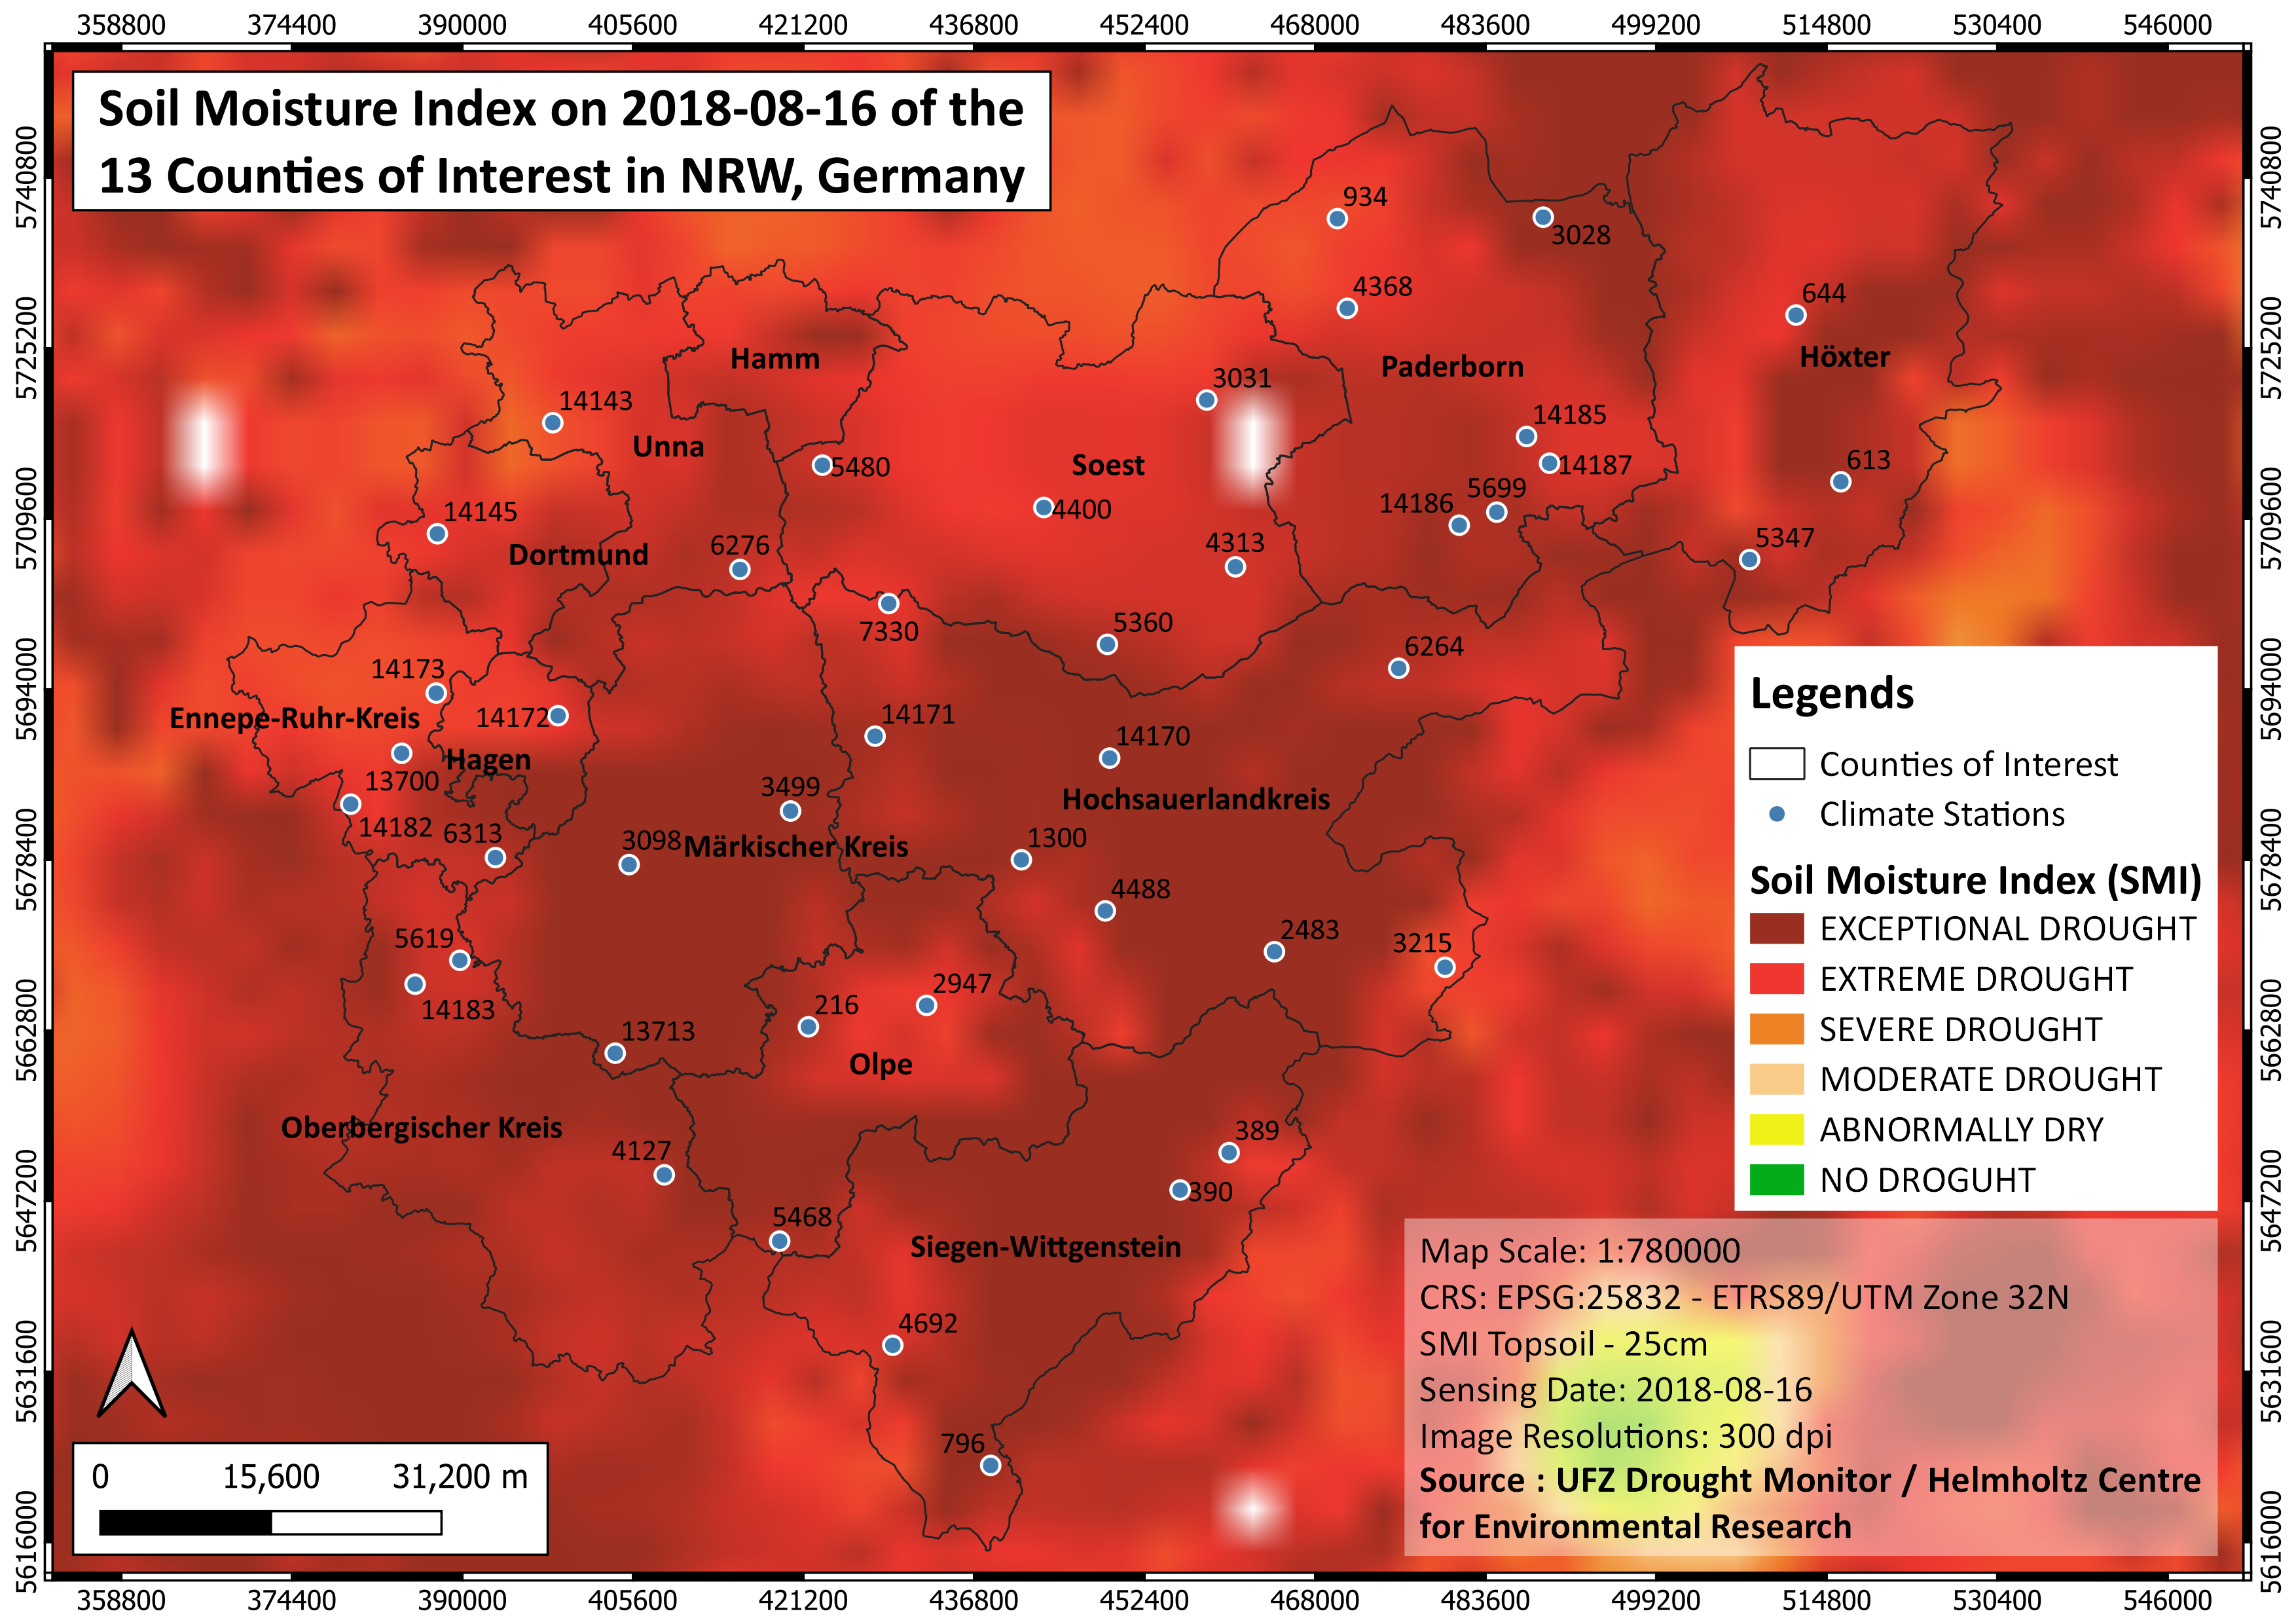 358800 374400 390000 405600 421200 436800 452400 468000 483600 499200 514800 530400 546000
Soil Moisture Index on 2018-08-16 of the
13 Counties of Interest in NRW, Germany
5740800
5725200
5709600
5694000
5678400
5662800
5647200
5631600
5616000
5740800
5725200
5709600
5694000
5678400
5662800
5647200
5631600
5616000
934
3028
4368
644
Hamm
Paderborn
Höxter
3031
14143
14185
Unna
Soest
5480
14187
613
14186
5699
4400
14145
Dortmund
6276
4313
5347
7330
5360
6264
14173
Ennepe-Ruhr-Kreis
14172
14171
14170
Hagen
13700
3499
Hochsauerlandkreis
14182
6313
3098
Märkischer Kreis
1300
4488
5619
2483
3215
14183
216
2947
13713
Olpe
Oberbergischer Kreis
4127
389
390
5468
Siegen-Wittgenstein
4692
796
Legends
Counties of Interest
Climate Stations
Soil Moisture Index (SMI)
EXCEPTIONAL DROUGHT
EXTREME DROUGHT
SEVERE DROUGHT
MODERATE DROUGHT
ABNORMALLY DRY
NO DROGUHT
Map Scale: 1:780000
CRS: EPSG:25832 - ETRS89/UTM Zone 32N
SMI Topsoil - 25cm
Sensing Date: 2018-08-16
Image Resolutions: 300 dpi
Source : UFZ Drought Monitor / Helmholtz Centre
for Environmental Research
0 15,600 31,200 m
358800 374400 390000 405600 421200 436800 452400 468000 483600 499200 514800 530400 546000